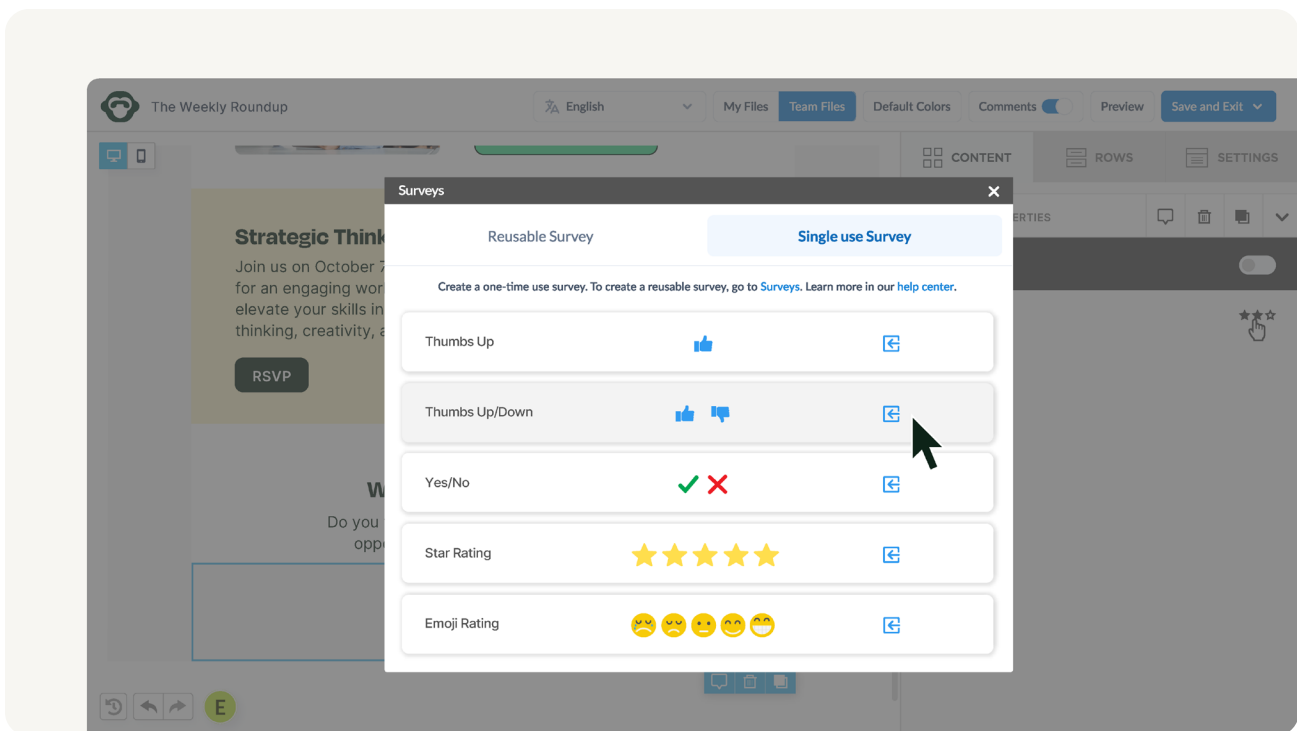 The Weekly Roundup
English
My Files
Team Files
Default Colors
Comments
Preview
Save and Exit
CONTENT
ROWS
SETTINGS
Surveys
Reusable Survey
Single use Survey
Create a one-time use survey. To create a reusable survey, go to Surveys. Learn more in our help center.
Thumbs Up
Thumbs Up/Down
Yes/No
Star Rating
Emoji Rating
Strategic Think
Join us on October 7
for an engaging wor
elevate your skills in
thinking, creativity,
RSVP
W
Do you
oppo
ERTIES
E